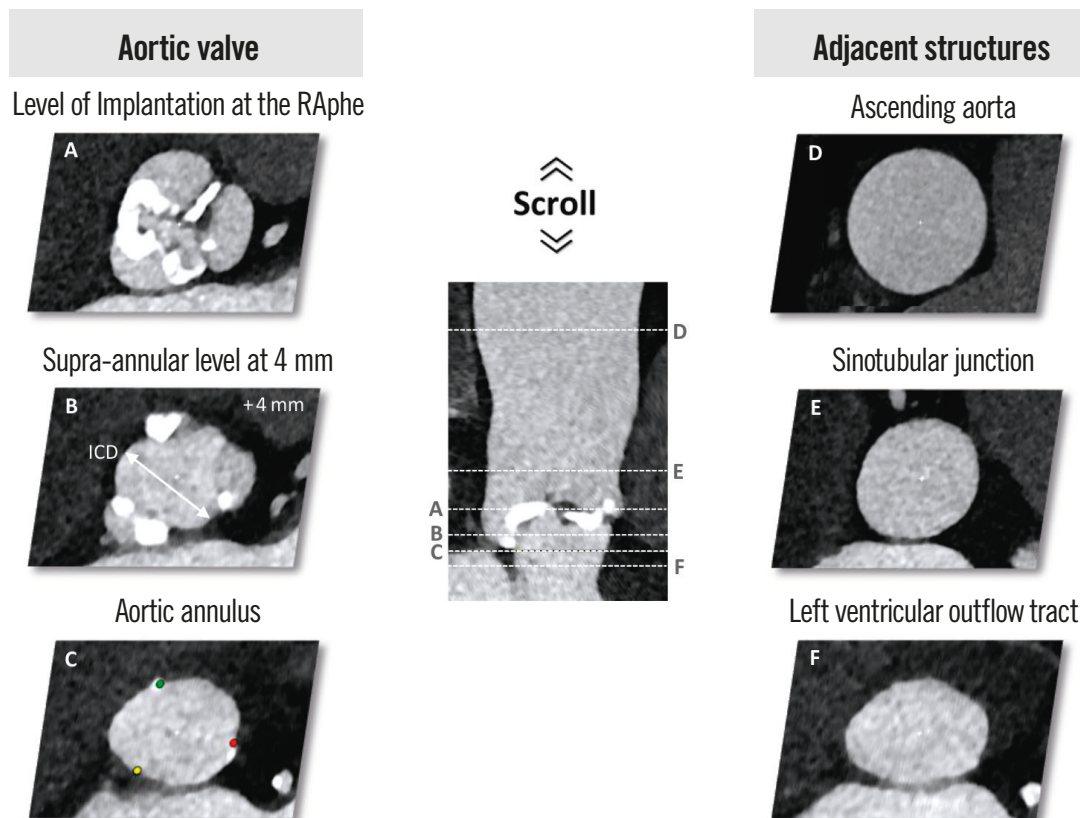 Aortic valve
Level of Implantation at the RAphe
A
Supra-annular level at 4 mm
B
+4 mm
ICD
Aortic annulus
C
Scroll
D
E
A
B
C
F
Adjacent structures
Ascending aorta
D
Sinotubular junction
E
Left ventricular outflow tract
F